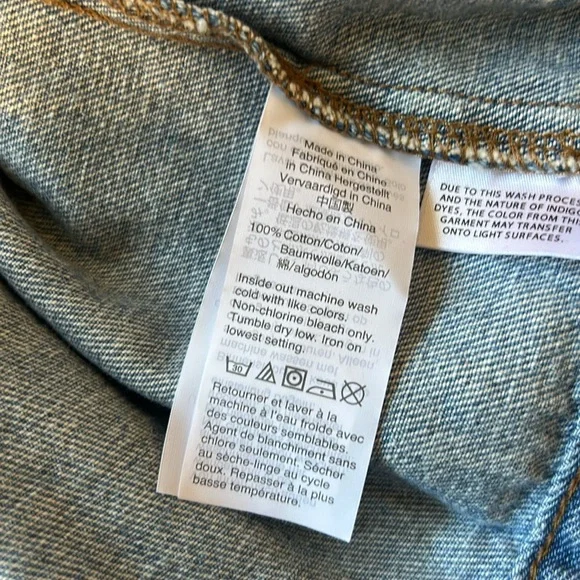 Made in China
Fabriqué en Chine
in China Hergestellt
Vervaardigd in China
中国製
Hecho en China
100% Cotton/Coton/
Baumwolle/Katoen/
綿/algodón
Inside out machine wash
cold with like colors.
Non-chlorine bleach only.
Tumble dry low. Iron on
lowest setting.
30
Retourner et laver à la
machine à l'eau froide avec
des couleurs semblables.
Agent de blanchiment sans
chlore seulement. Sécher
au sèche-linge au cycle
doux. Repasser à la plus
basse température.
DUE TO THIS WASH PROCES
AND THE NATURE OF INDIG
DYES, THE COLOR FROM THI
GARMENT MAY TRANSFER
ONTO LIGHT SURFACES.